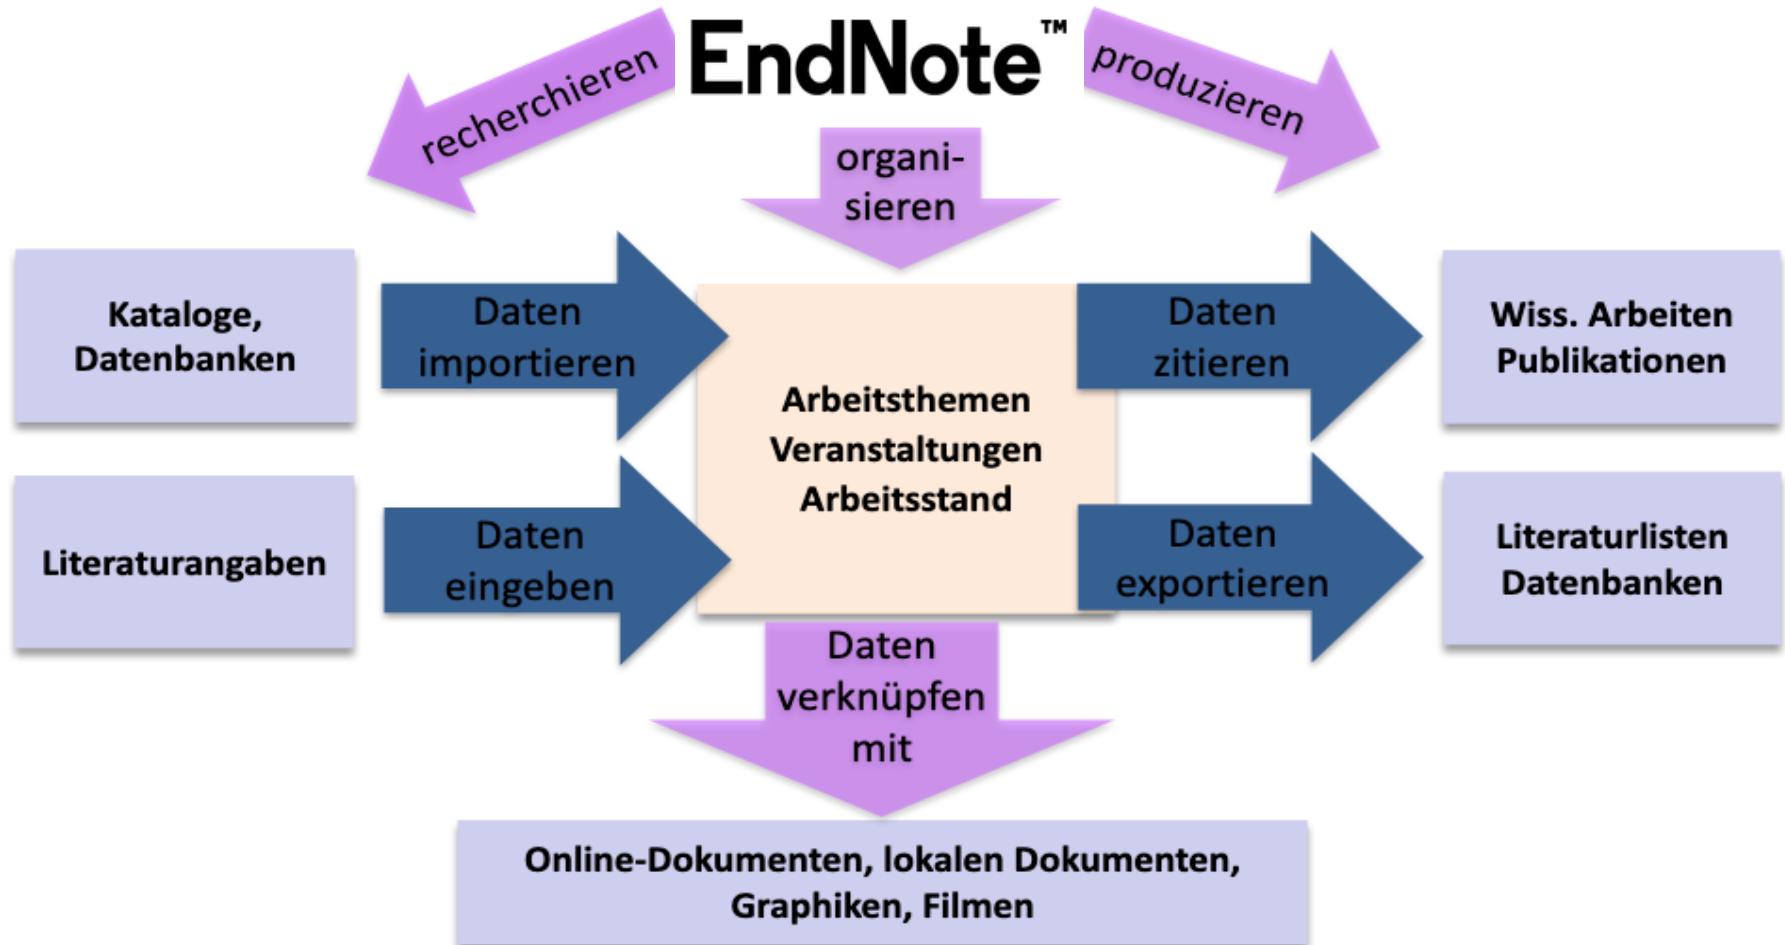 EndNote™
recherchieren
organi-
sieren
produzieren
Kataloge,
Datenbanken
Daten
importieren
Arbeitsthemen
Veranstaltungen
Arbeitsstand
Daten
zitieren
Wiss. Arbeiten
Publikationen
Literaturangaben
Daten
eingeben
Daten
exportieren
Literaturlisten
Datenbanken
Daten
verknüpfen
mit
Online-Dokumenten, lokalen Dokumenten,
Graphiken, Filmen